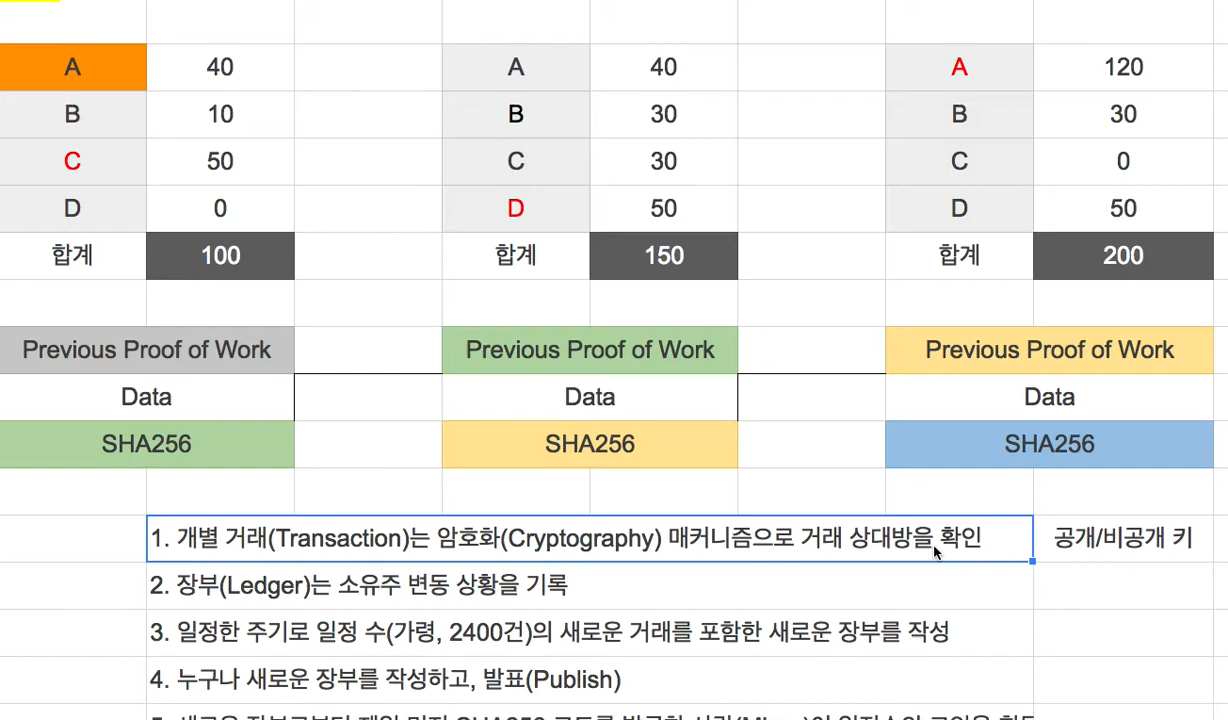 A 40 A 40 A 120
B 10 B 30 B 30
C 50 C 30 C 0
D 0 D 50 D 50
합계 100 합계 150 합계 200
Previous Proof of Work Previous Proof of Work Previous Proof of Work
Data Data Data
SHA256 SHA256 SHA256
1. 개별 거래(Transaction)는 암호화(Cryptography) 매커니즘으로 거래 상대방을 확인 공개/비공개 키
2. 장부(Ledger)는 소유주 변동 상황을 기록
3. 일정한 주기로 일정 수(가령, 2400건)의 새로운 거래를 포함한 새로운 장부를 작성
4. 누구나 새로운 장부를 작성하고, 발표(Publish)